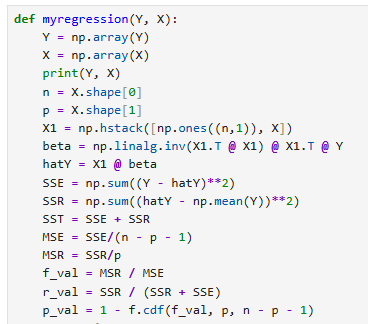 def myregression(Y, X):
    Y = np.array(Y)
    X = np.array(X)
    print(Y, X)
    n = X.shape[0]
    p = X.shape[1]
    X1 = np.hstack([np.ones((n,1)), X])
    beta = np.linalg.inv(X1.T @ X1) @ X1.T @ Y
    hatY = X1 @ beta
    SSE = np.sum((Y - hatY)**2)
    SSR = np.sum((hatY - np.mean(Y))**2)
    SST = SSE + SSR
    MSE = SSE/(n - p - 1)
    MSR = SSR/p
    f_val = MSR / MSE
    r_val = SSR / (SSR + SSE)
    p_val = 1 - f.cdf(f_val, p, n - p - 1)